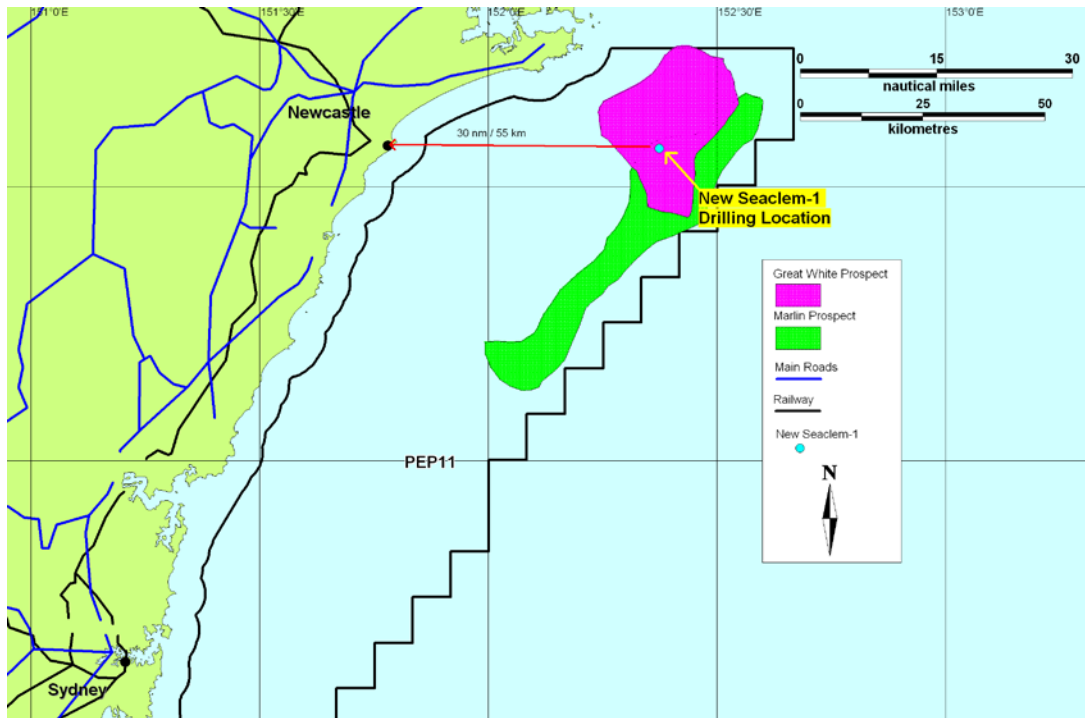 151°0'E 151°30'E 152°0'E 152°30'E 153°0'E
0 15 30
nautical miles
0 25 50
kilometres
Newcastle
30 nm / 55 km
New Seaclem-1
Drilling Location
Great White Prospect
Marlin Prospect
Main Roads
Railway
New Seaclem-1
N
PEP11
Sydney